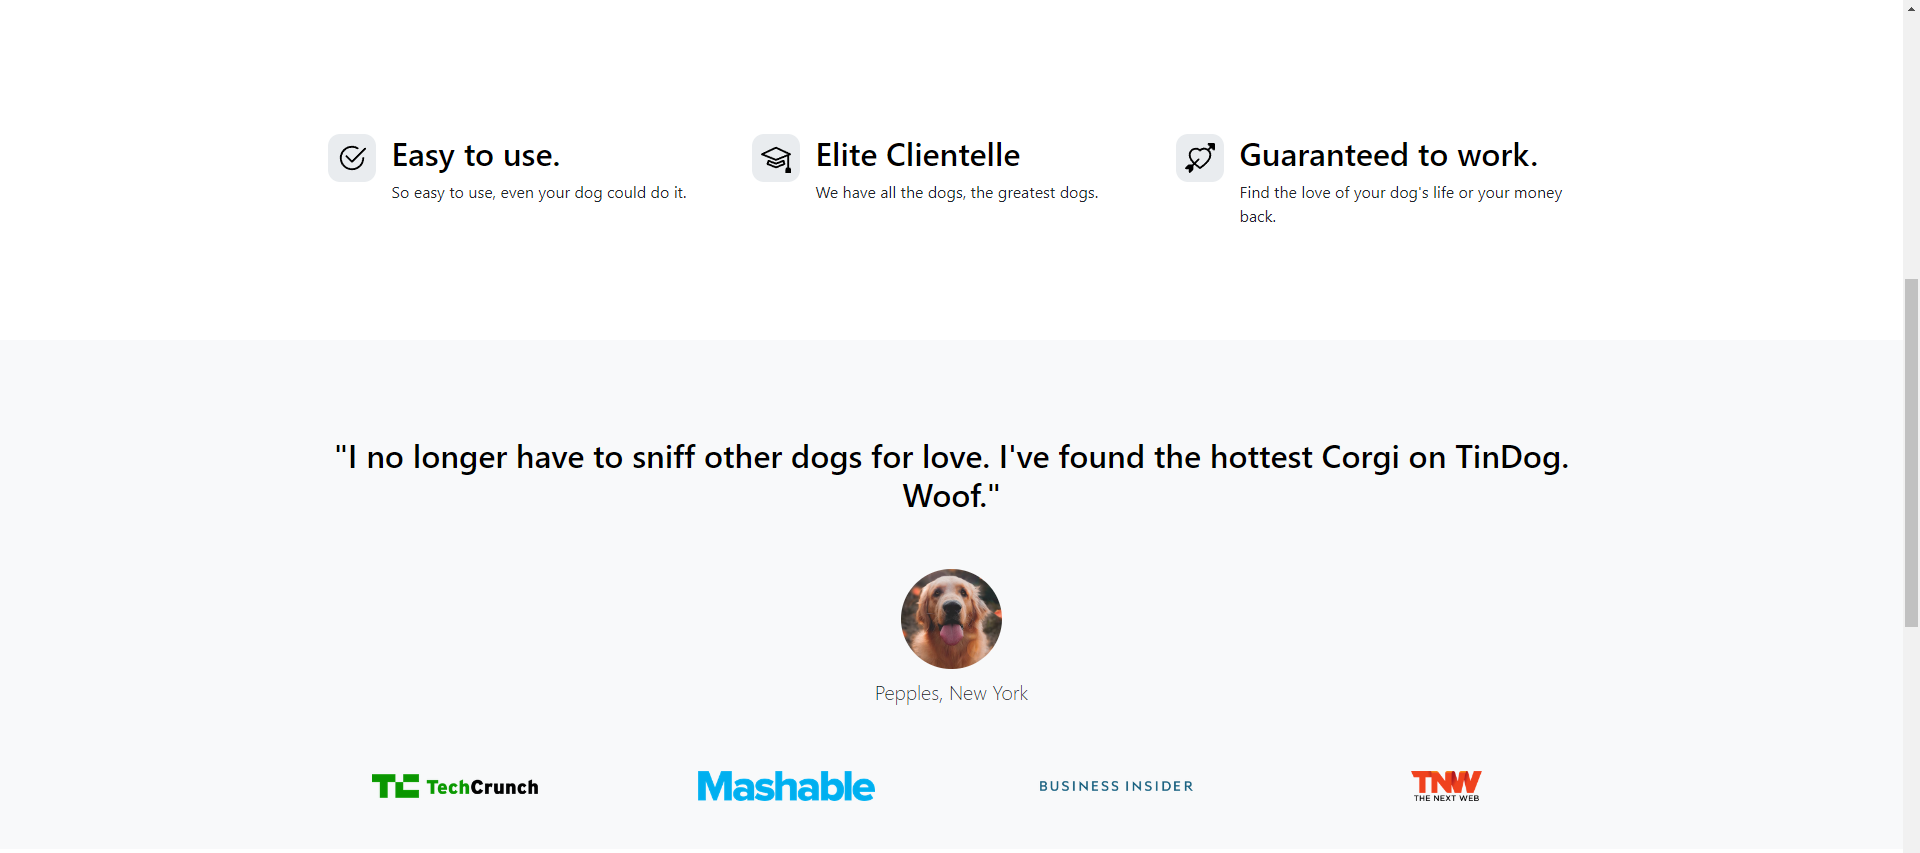 Easy to use.
So easy to use, even your dog could do it.
Elite Clientelle
We have all the dogs, the greatest dogs.
Guaranteed to work.
Find the love of your dog's life or your money
back.
"I no longer have to sniff other dogs for love. I've found the hottest Corgi on TinDog.
Woof."
Pepples, New York
TC TechCrunch
Mashable
BUSINESS INSIDER
TNW
THE NEXT WEB